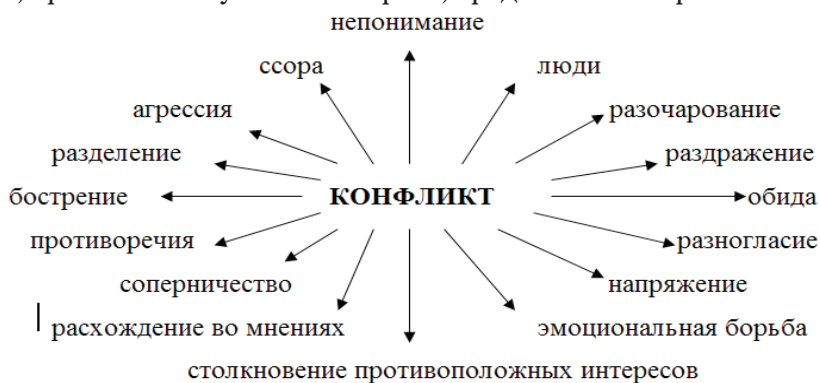 непонимание
ссора люди
агрессия разочарование
разделение раздражение
бострение КОНФЛИКТ обида
противоречия разногласие
соперничество напряжение
расхождение во мнениях эмоциональная борьба
столкновение противоположных интересов